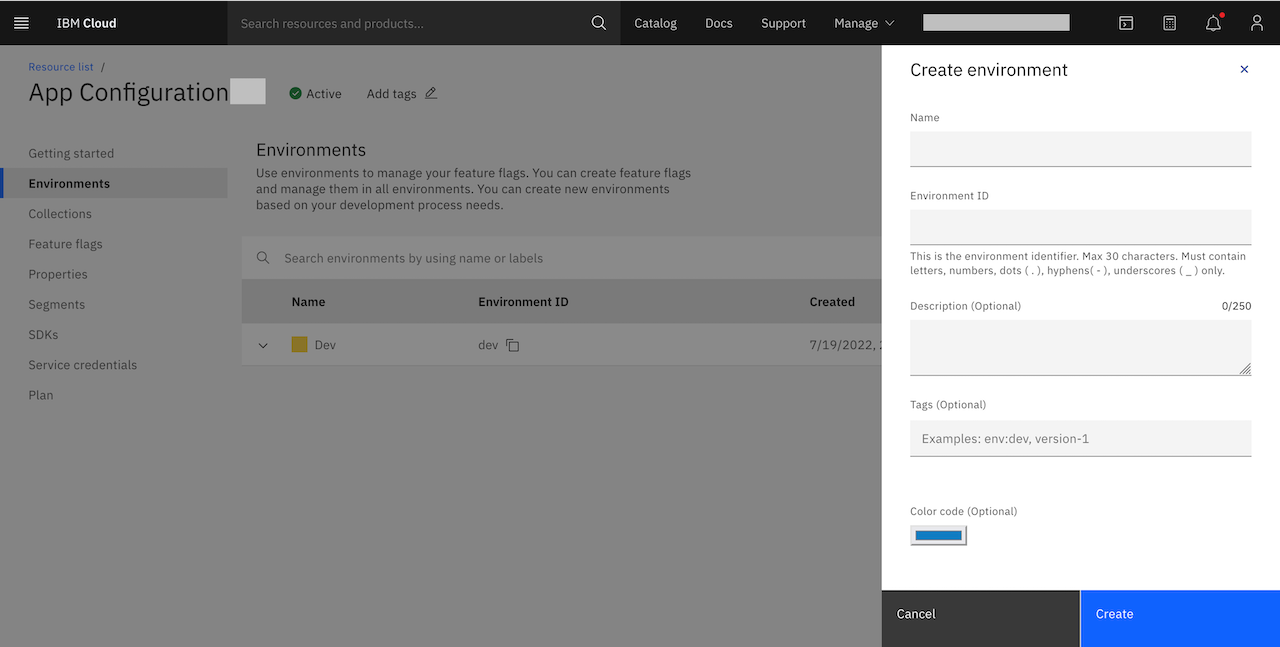 IBM Cloud
Search resources and products...
Catalog
Docs
Support
Manage
Resource list /
App Configuration
Active
Add tags
Getting started
Environments
Collections
Feature flags
Properties
Segments
SDKs
Service credentials
Plan
Environments
Use environments to manage your feature flags. You can create feature flags
and manage them in all environments. You can create new environments
based on your development process needs.
Search environments by using name or labels
Name Environment ID Created
Dev dev 7/19/2022,
Create environment
Name
Environment ID
This is the environment identifier. Max 30 characters. Must contain
letters, numbers, dots ( . ), hyphens( - ), underscores ( _ ) only.
Description (Optional) 0/250
Tags (Optional)
Examples: env:dev, version-1
Color code (Optional)
Cancel
Create